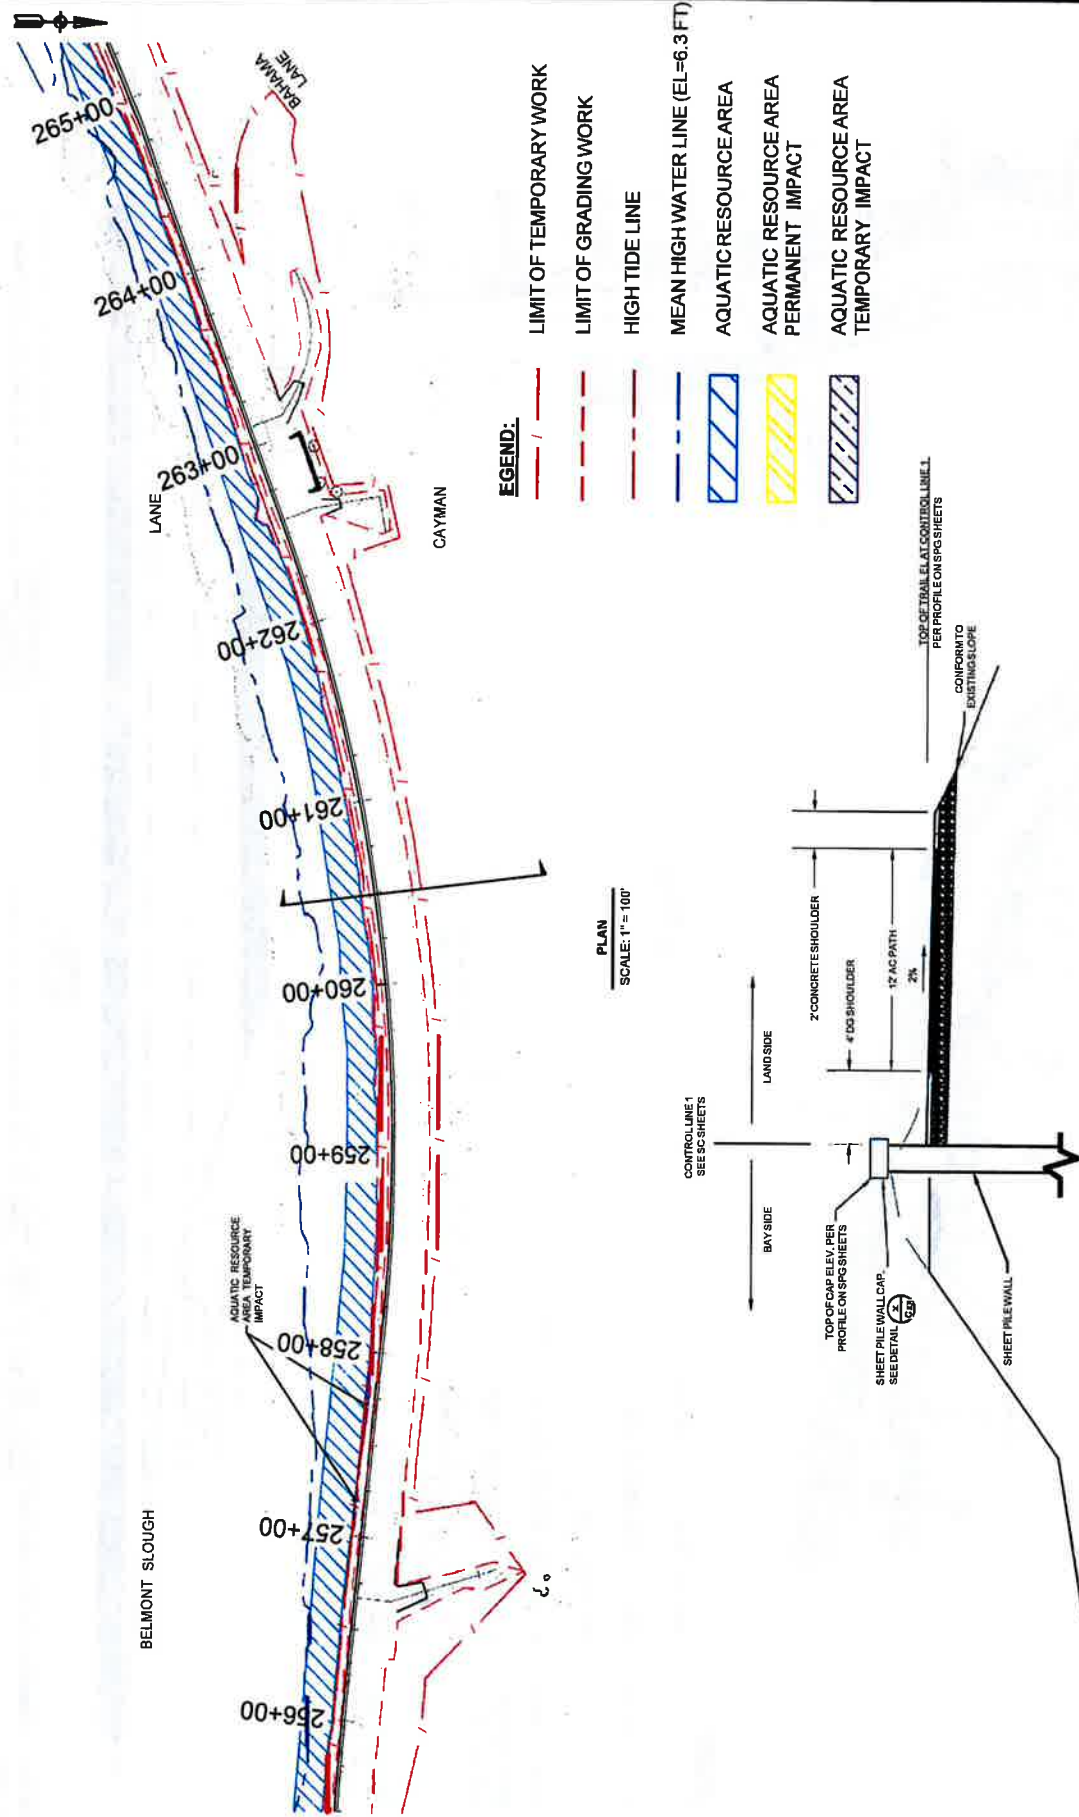 BELMONT SLOUGH
LANE
BAHAMA
LANE
CAYMAN
256+00
257+00
258+00
259+00
260+00
261+00
262+00
263+00
264+00
265+00
AQUATIC RESOURCE
AREA TEMPORARY
IMPACT
PLAN
SCALE: 1" = 100'
EGEND:
LIMIT OF TEMPORARY WORK
LIMIT OF GRADING WORK
HIGH TIDE LINE
MEAN HIGH WATER LINE (EL=6.3 FT)
AQUATIC RESOURCE AREA
AQUATIC RESOURCE AREA
PERMANENT IMPACT
AQUATIC RESOURCE AREA
TEMPORARY IMPACT
CONTROL LINE 1
SEE SC SHEETS
BAY SIDE
LAND SIDE
2' CONCRETE SHOULDER
4' DG SHOULDER
12' AC PATH
2%
TOP OF TRAIL EL AT CONTROL LINE 1
PER PROFILE ON SPG SHEETS
CONFORM TO
EXISTING SLOPE
TOP OF CAP ELEV. PER
PROFILE ON SPG SHEETS
SHEET PILE WALL CAP.
SEE DETAIL
SHEET PILE WALL